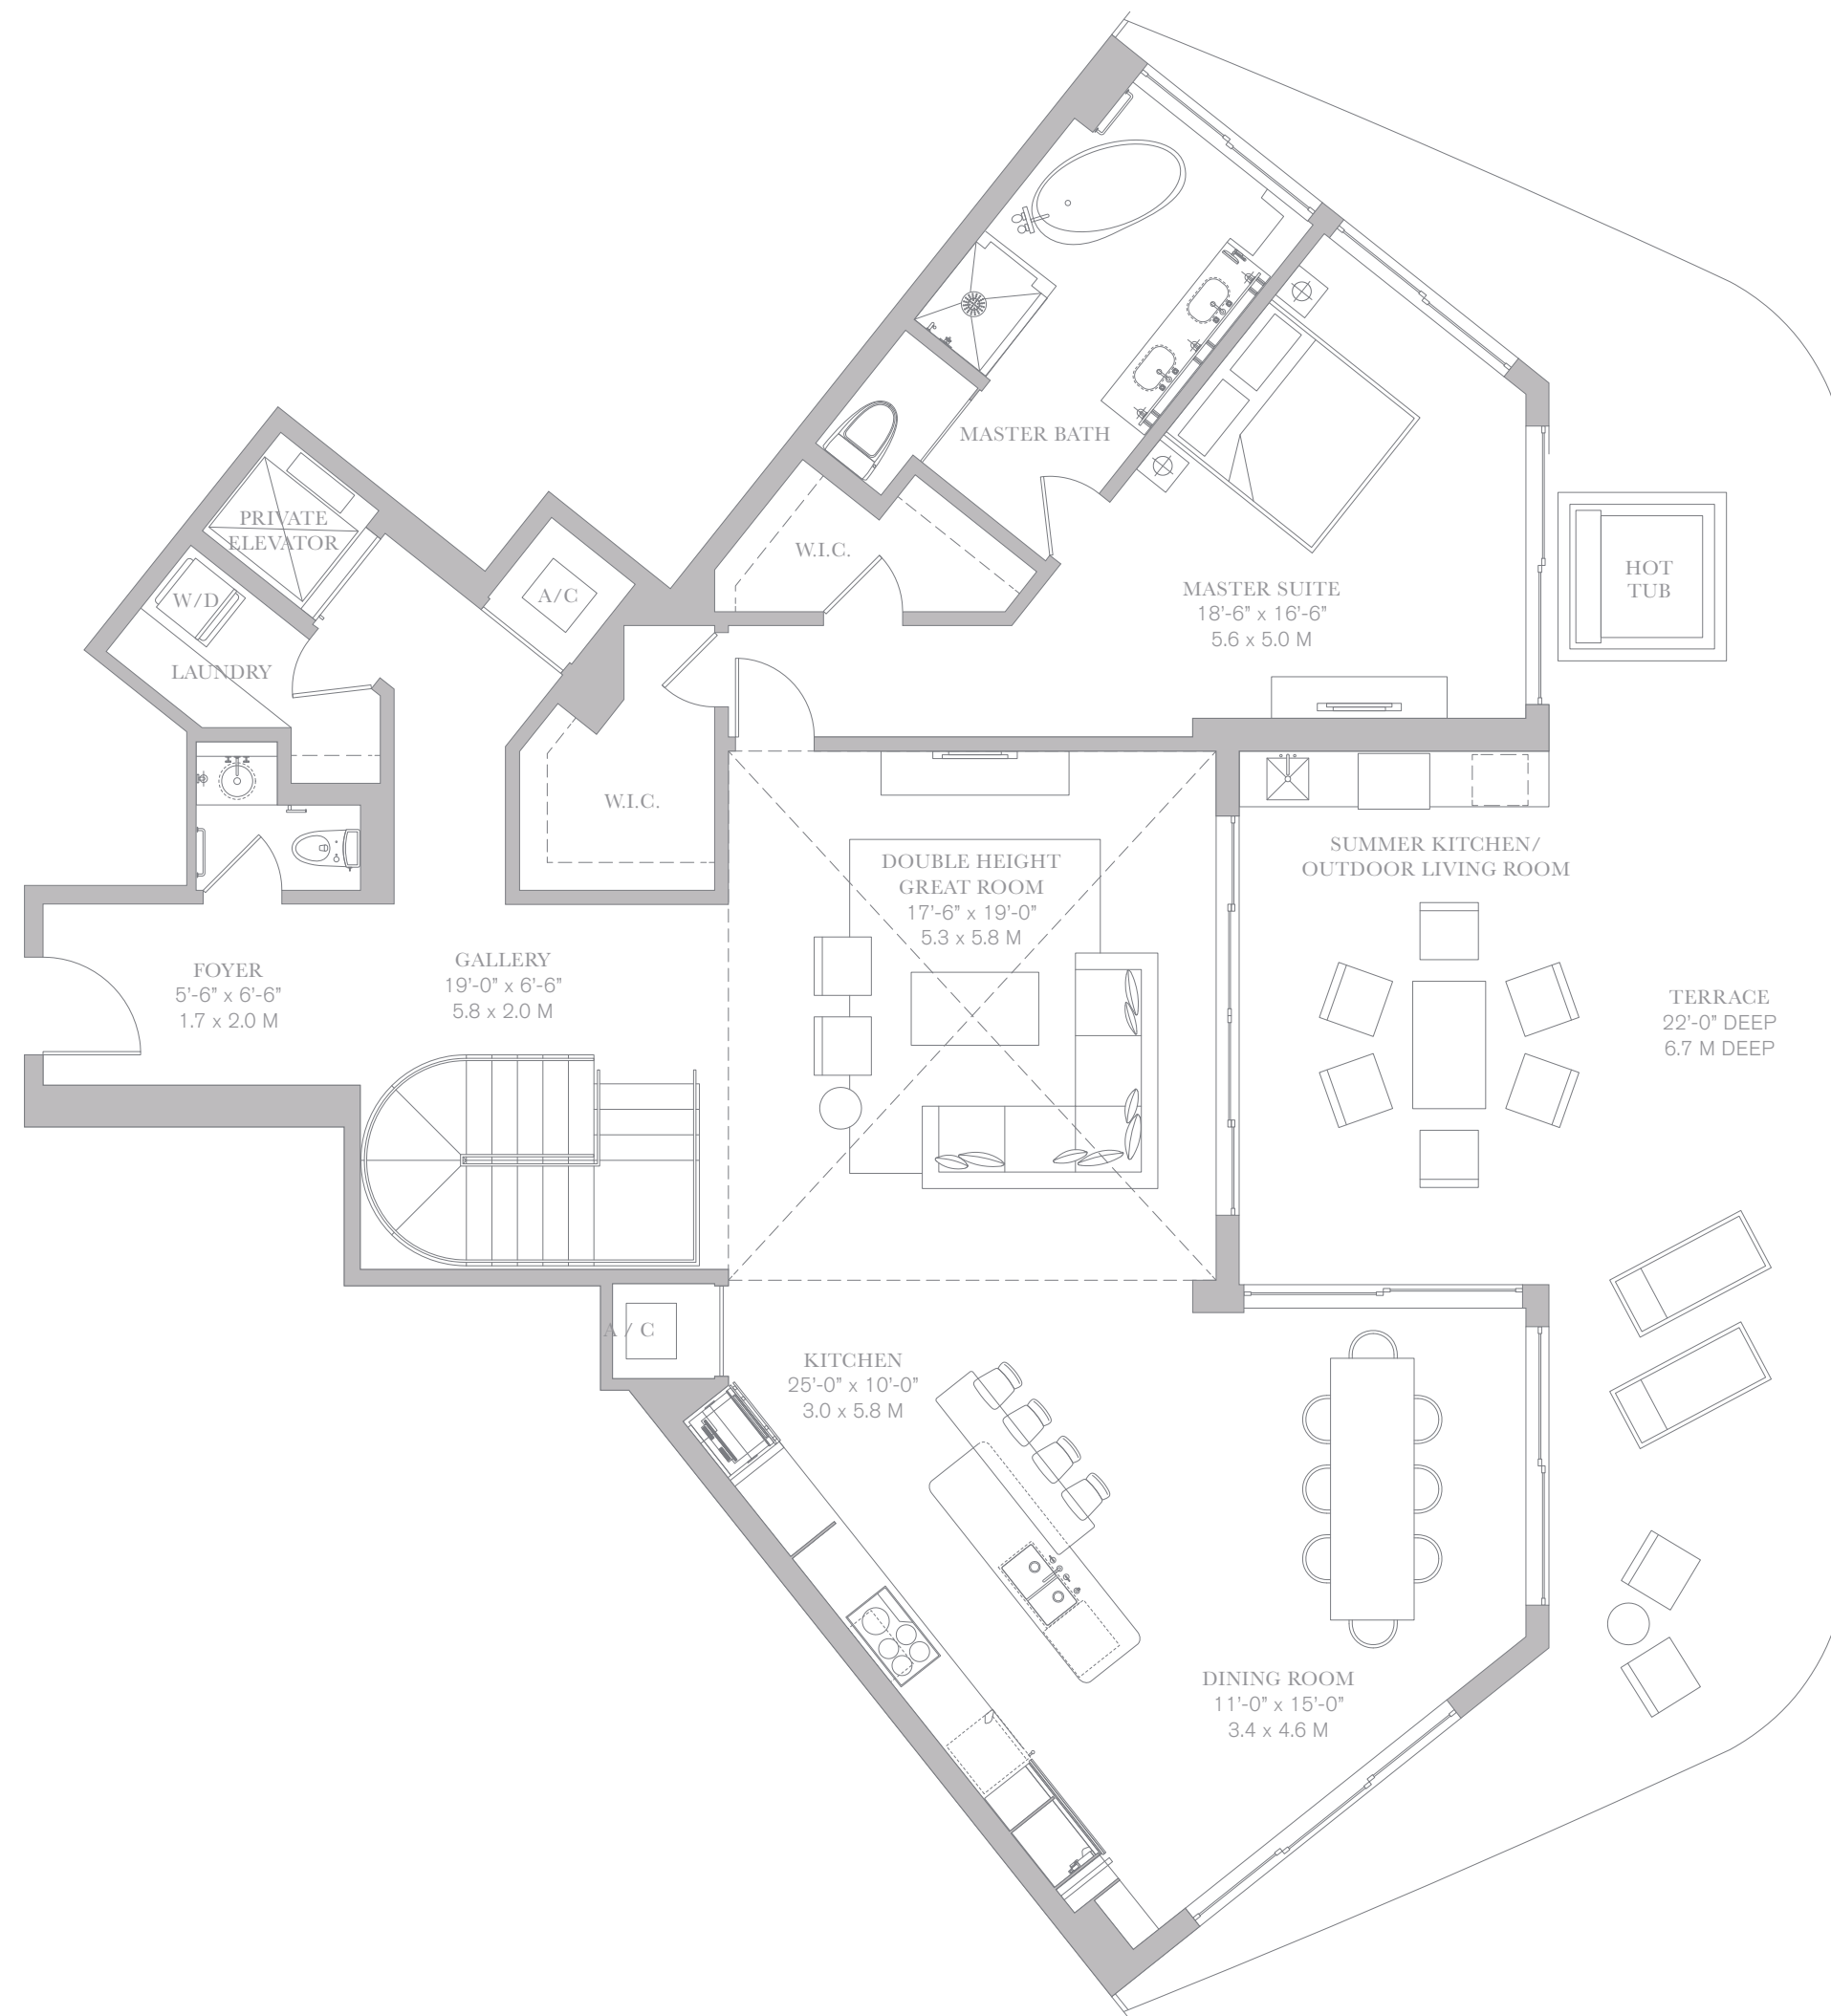 MASTER BATH
PRIVATE
ELEVATOR
W.I.C.
A/C
W/D
LAUNDRY
MASTER SUITE
18'-6" x 16'-6"
5.6 x 5.0 M
HOT
TUB
W.I.C.
DOUBLE HEIGHT
GREAT ROOM
17'-6" x 19'-0"
5.3 x 5.8 M
SUMMER KITCHEN/
OUTDOOR LIVING ROOM
FOYER
5'-6" x 6'-6"
1.7 x 2.0 M
GALLERY
19'-0" x 6'-6"
5.8 x 2.0 M
TERRACE
22'-0" DEEP
6.7 M DEEP
A / C
KITCHEN
25'-0" x 10'-0"
3.0 x 5.8 M
DINING ROOM
11'-0" x 15'-0"
3.4 x 4.6 M